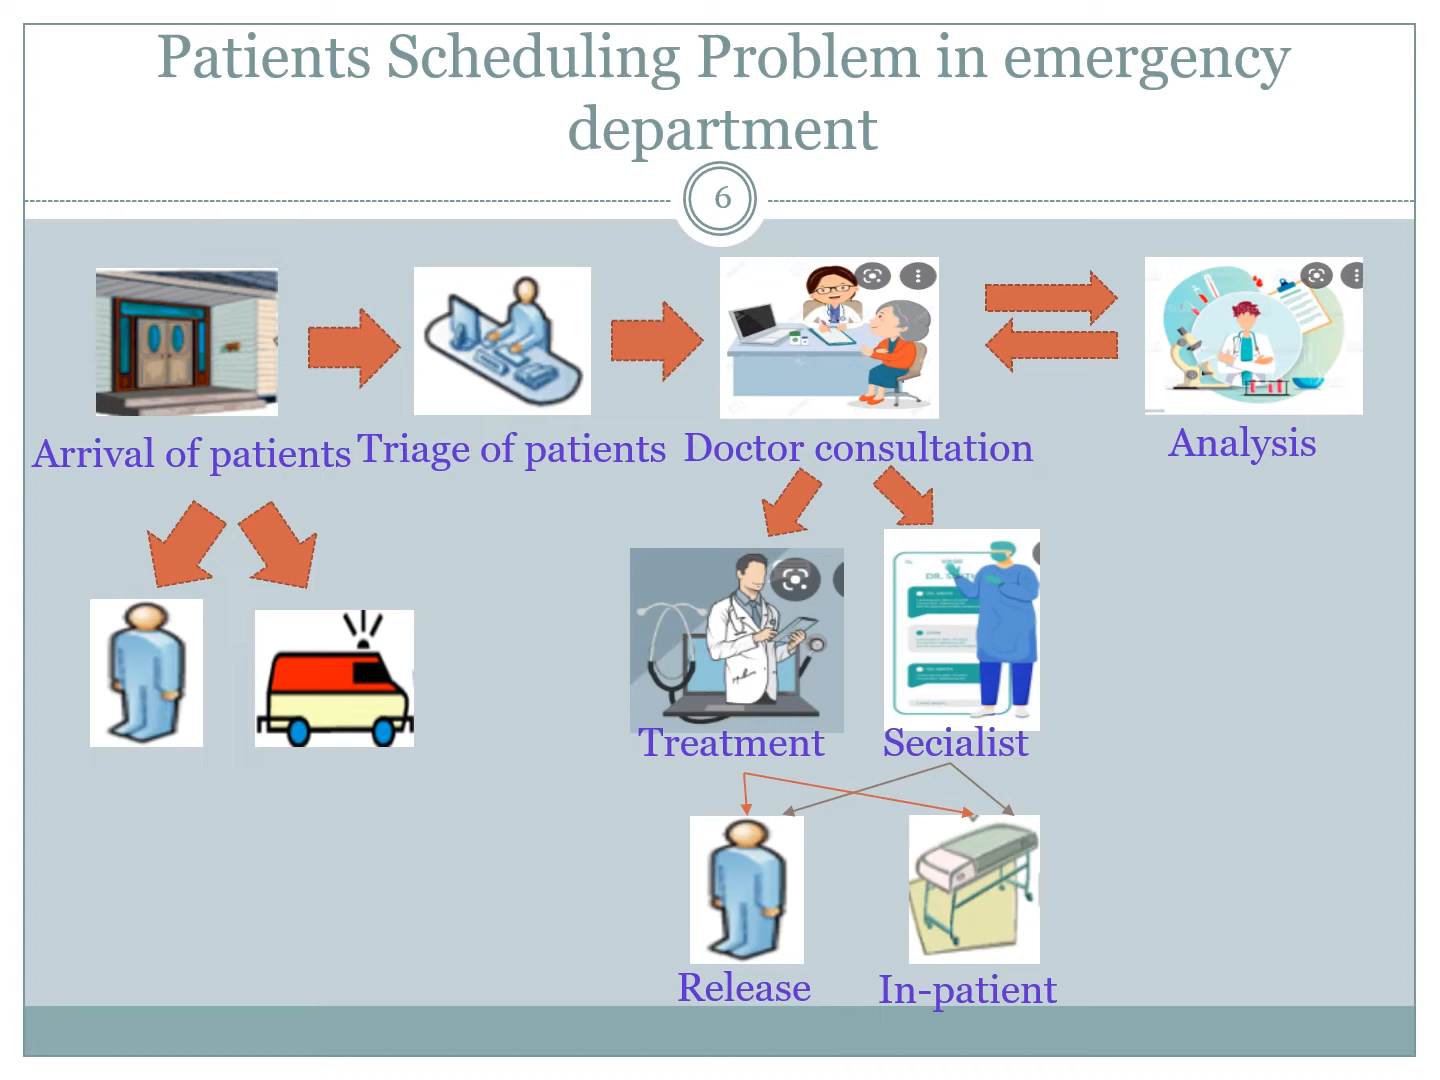 Patients Scheduling Problem in emergency
department
6
Arrival of patients
Triage of patients
Doctor consultation
Analysis
Treatment
Secialist
Release
In-patient